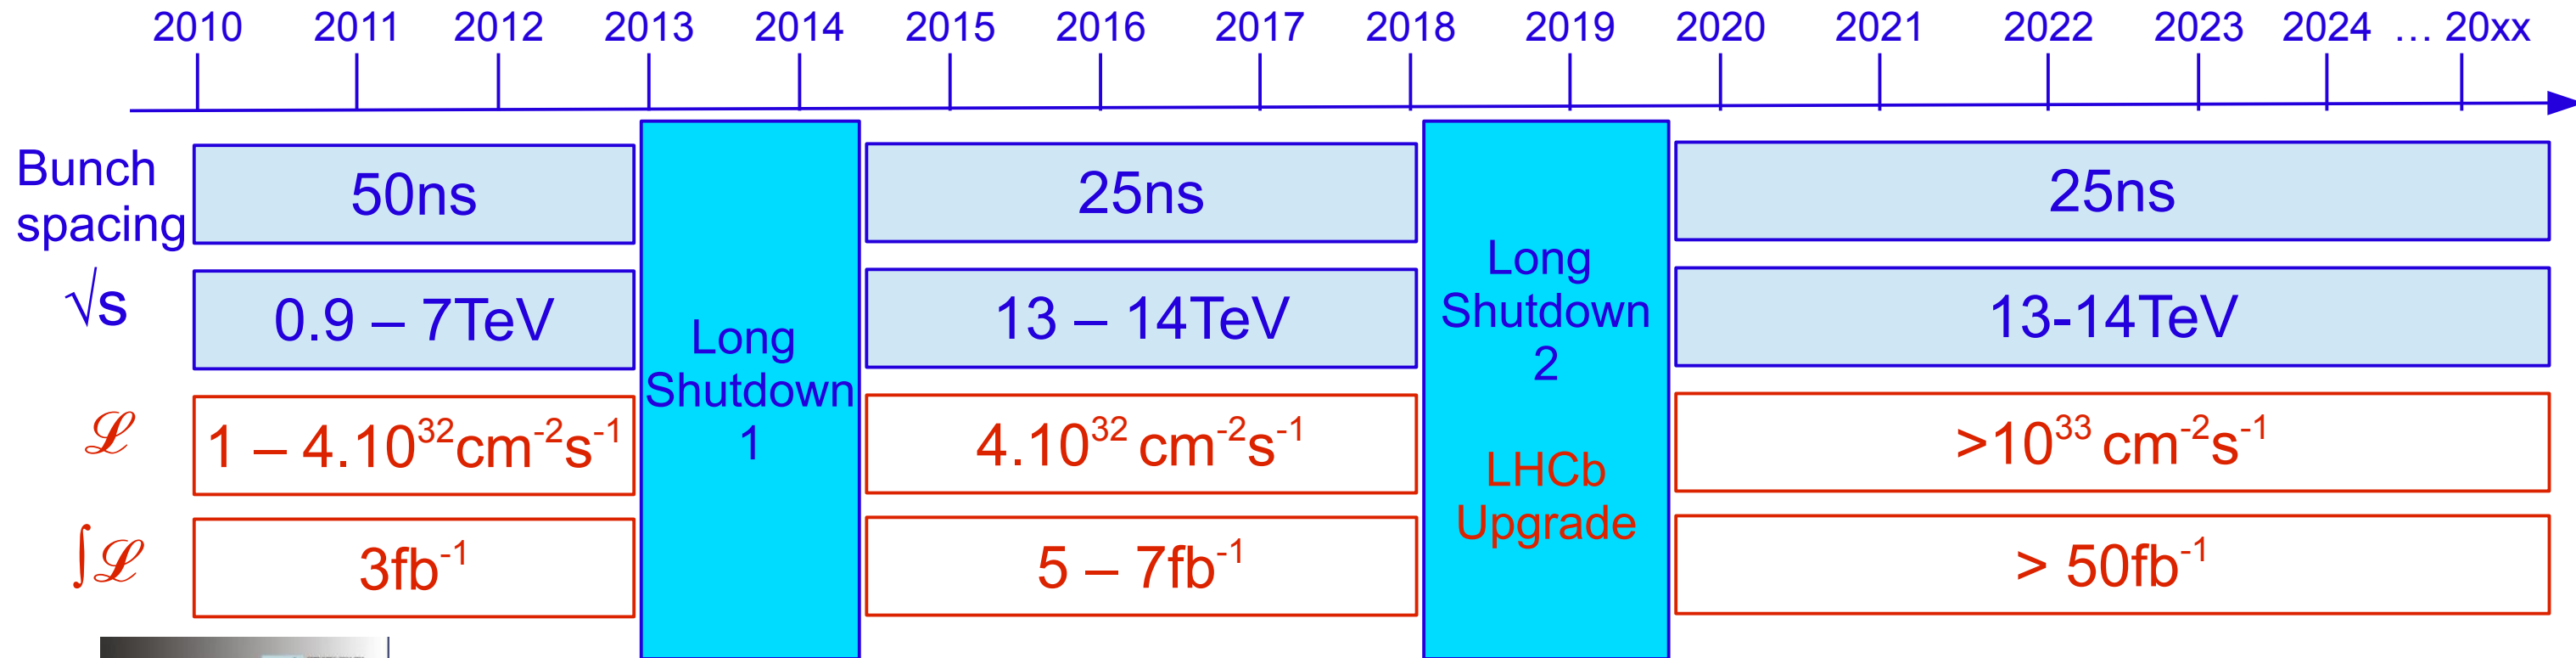 2010 2011 2012 2013 2014 2015 2016 2017 2018 2019 2020 2021 2022 2023 2024 … 20xx
Bunch
spacing
50ns
25ns
25ns
√s
0.9 – 7TeV
13 – 14TeV
13-14TeV
ℒ
1 – 4.10³²cm⁻²s⁻¹
4.10³² cm⁻²s⁻¹
>10³³ cm⁻²s⁻¹
∫ℒ
3fb⁻¹
5 – 7fb⁻¹
> 50fb⁻¹
Long
Shutdown
1
Long
Shutdown
2
LHCb
Upgrade